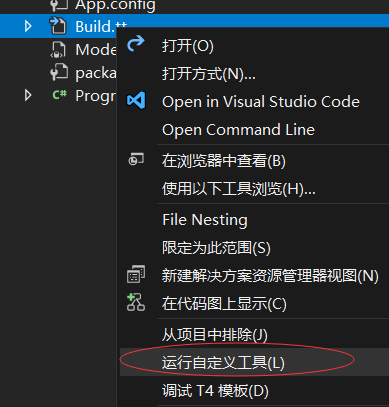 App.config
Build.tt
打开(O)
Mode
打开方式(N)...
packa
Open in Visual Studio Code
Progr
Open Command Line
在浏览器中查看(B)
使用以下工具浏览(H)...
File Nesting
限定为此范围(S)
新建解决方案资源管理器视图(N)
在代码图上显示(C)
从项目中排除(J)
运行自定义工具(L)
调试 T4 模板(D)